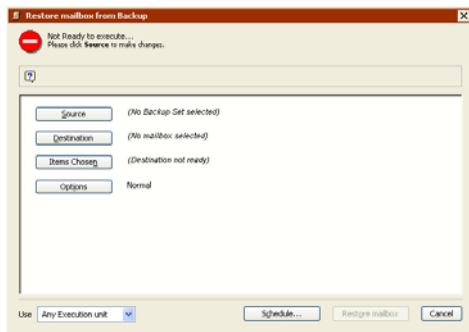 Restore mailbox from Backup
Not Ready to execute...
Please click Source to make changes.
Source (No Backup Set selected)
Destination (No mailbox selected)
Items Chosen (Destination not ready)
Options Normal
Use Any Execution unit Schedule... Restore mailbox Cancel